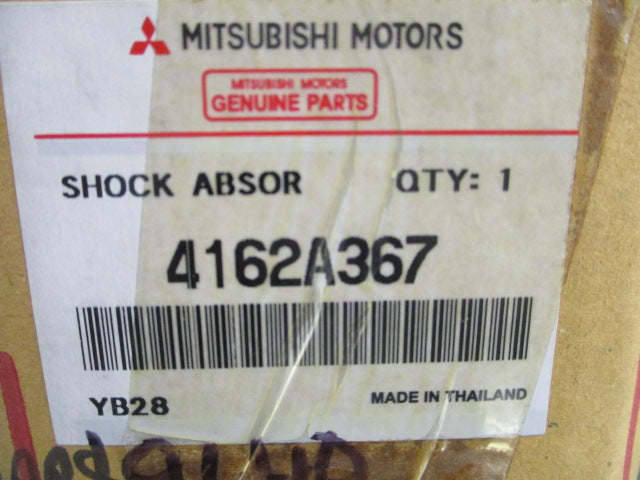 MITSUBISHI MOTORS
MITSUBISHI MOTORS
GENUINE PARTS
SHOCK ABSOR QTY: 1
4162A367
YB28 MADE IN THAILAND